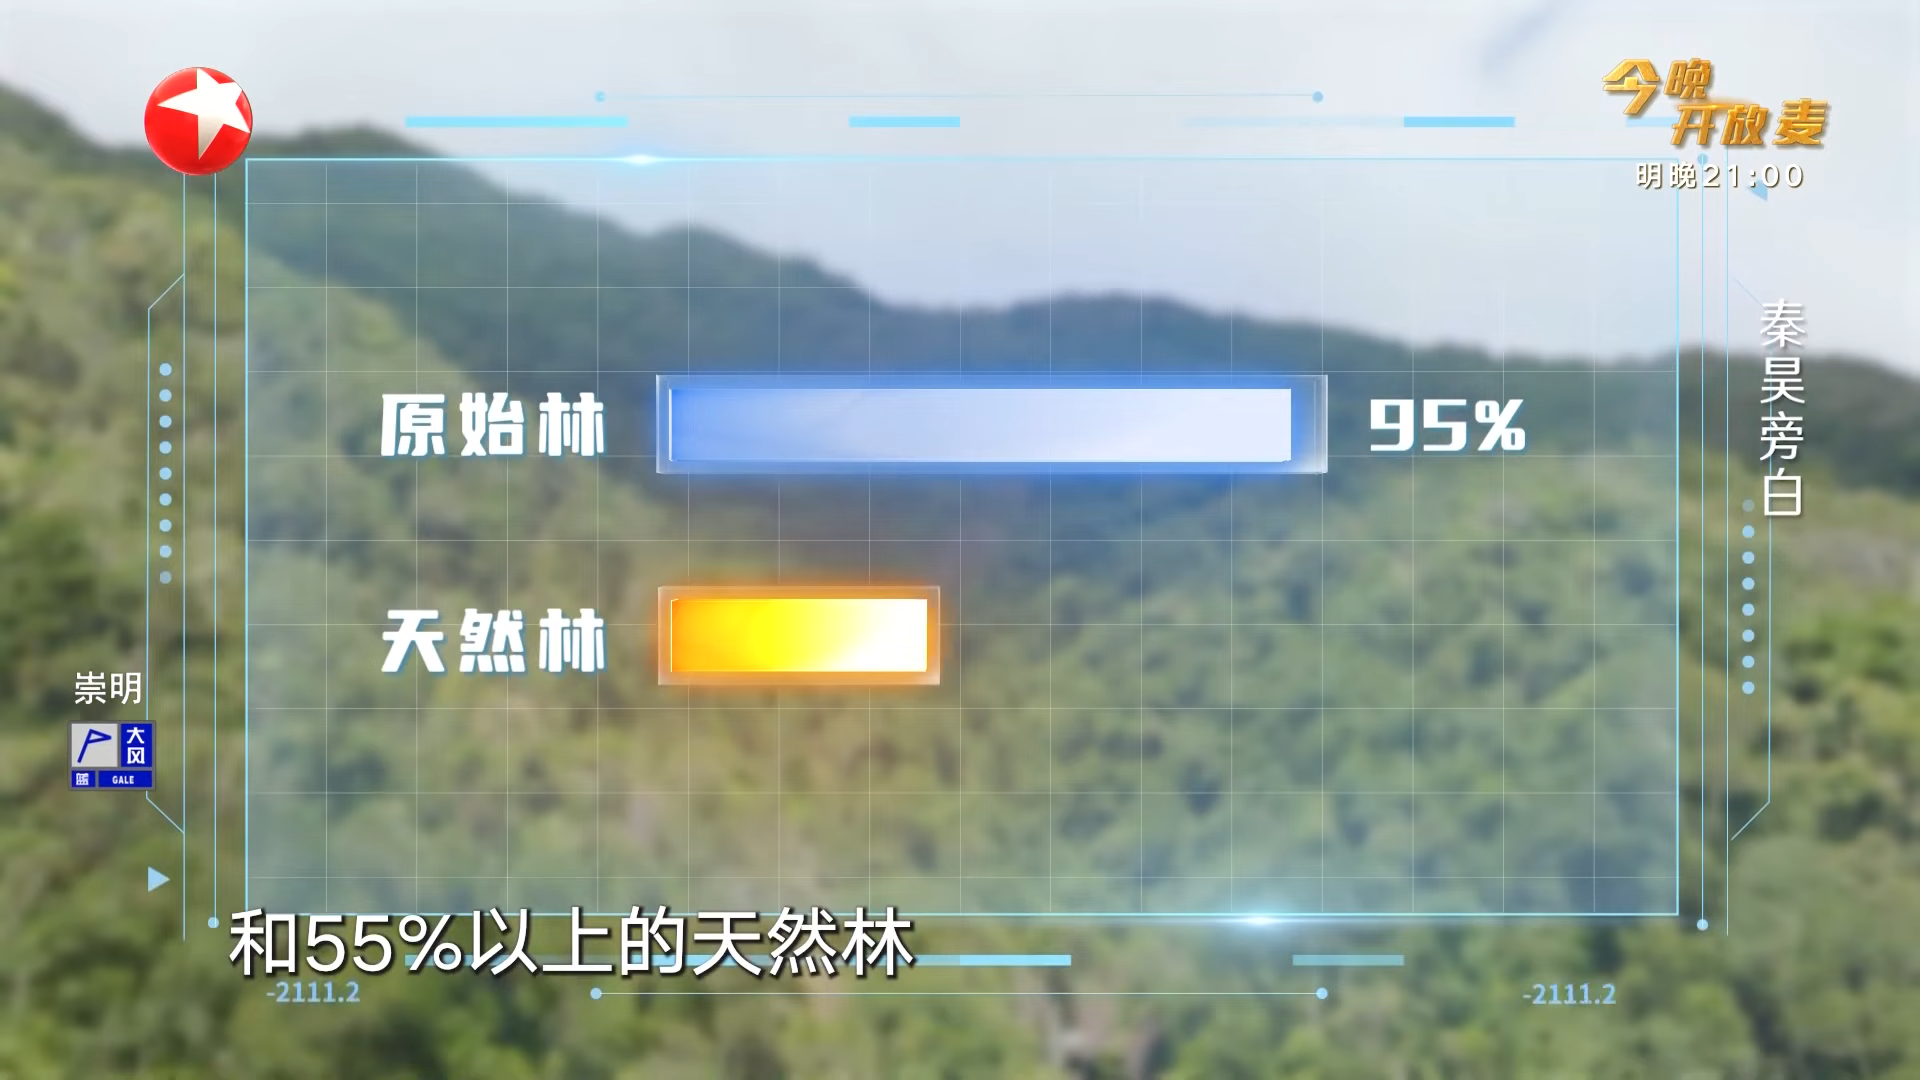 今晚
开放麦
明晚21:00
秦昊旁白
原始林 95%
天然林
崇明
大风
蓝 GALE
和55%以上的天然林
-2111.2
-2111.2